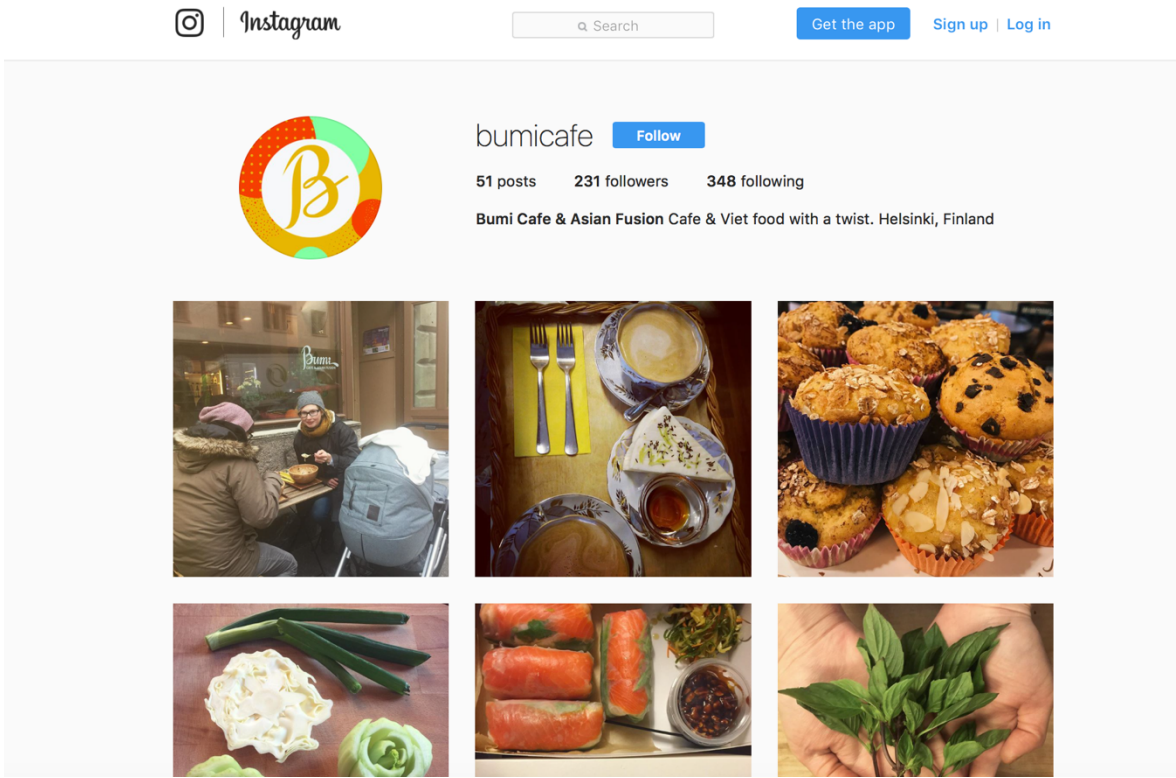 Instagram
Search
Get the app
Sign up | Log in
bumicafe
Follow
51 posts 231 followers 348 following
Bumi Cafe & Asian Fusion Cafe & Viet food with a twist. Helsinki, Finland
B
Bumi